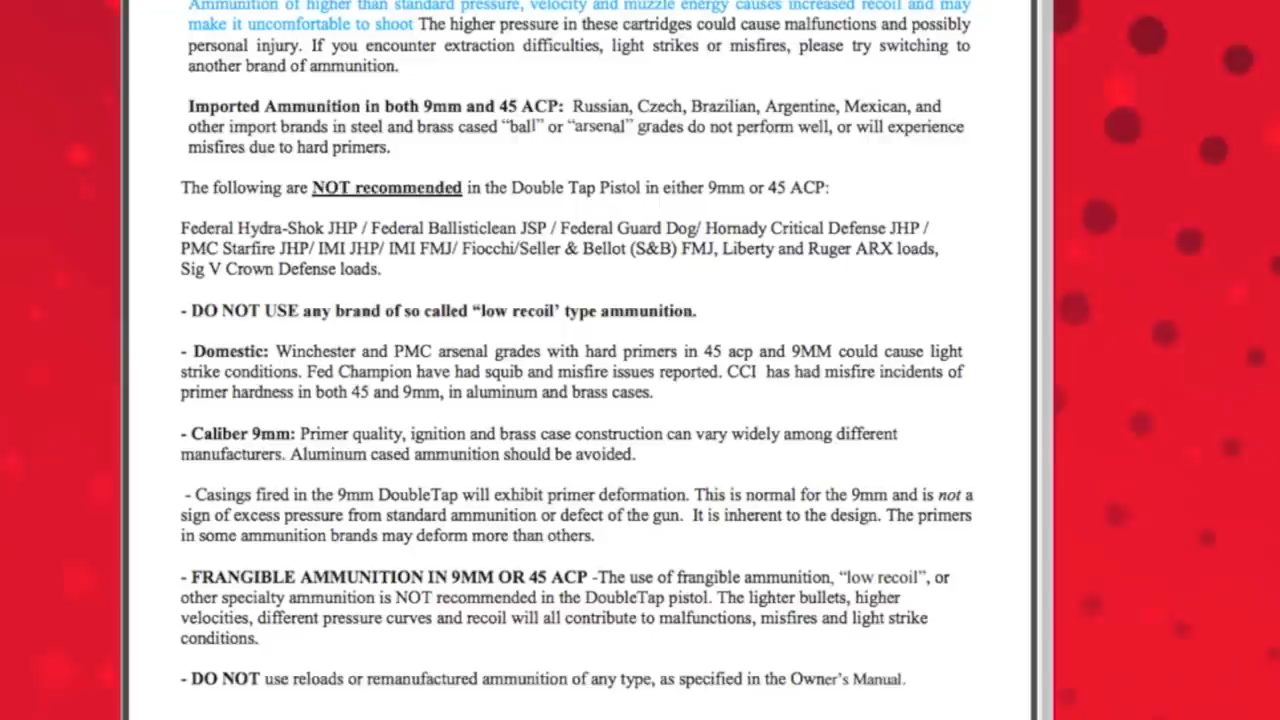 Ammunition of higher than standard pressure, velocity and muzzle energy causes increased recoil and may
make it uncomfortable to shoot The higher pressure in these cartridges could cause malfunctions and possibly
personal injury. If you encounter extraction difficulties, light strikes or misfires, please try switching to
another brand of ammunition.
Imported Ammunition in both 9mm and 45 ACP: Russian, Czech, Brazilian, Argentine, Mexican, and
other import brands in steel and brass cased “ball” or “arsenal” grades do not perform well, or will experience
misfires due to hard primers.
The following are NOT recommended in the Double Tap Pistol in either 9mm or 45 ACP:
Federal Hydra-Shok JHP / Federal Ballisticlean JSP / Federal Guard Dog/ Hornady Critical Defense JHP /
PMC Starfire JHP/ IMI JHP/ IMI FMJ/ Fiocchi/Seller & Bellot (S&B) FMJ, Liberty and Ruger ARX loads,
Sig V Crown Defense loads.
- DO NOT USE any brand of so called “low recoil’ type ammunition.
- Domestic: Winchester and PMC arsenal grades with hard primers in 45 acp and 9MM could cause light
strike conditions. Fed Champion have had squib and misfire issues reported. CCI has had misfire incidents of
primer hardness in both 45 and 9mm, in aluminum and brass cases.
- Caliber 9mm: Primer quality, ignition and brass case construction can vary widely among different
manufacturers. Aluminum cased ammunition should be avoided.
- Casings fired in the 9mm DoubleTap will exhibit primer deformation. This is normal for the 9mm and is not a
sign of excess pressure from standard ammunition or defect of the gun. It is inherent to the design. The primers
in some ammunition brands may deform more than others.
- FRANGIBLE AMMUNITION IN 9MM OR 45 ACP -The use of frangible ammunition, “low recoil”, or
other specialty ammunition is NOT recommended in the DoubleTap pistol. The lighter bullets, higher
velocities, different pressure curves and recoil will all contribute to malfunctions, misfires and light strike
conditions.
- DO NOT use reloads or remanufactured ammunition of any type, as specified in the Owner’s Manual.